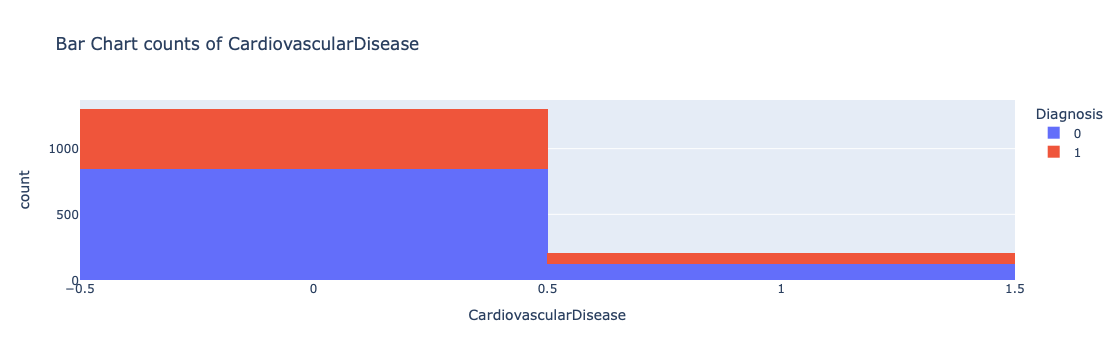 Bar Chart counts of CardiovascularDisease
Diagnosis
0
1
1000
500
0
count
−0.5
0
0.5
1
1.5
CardiovascularDisease